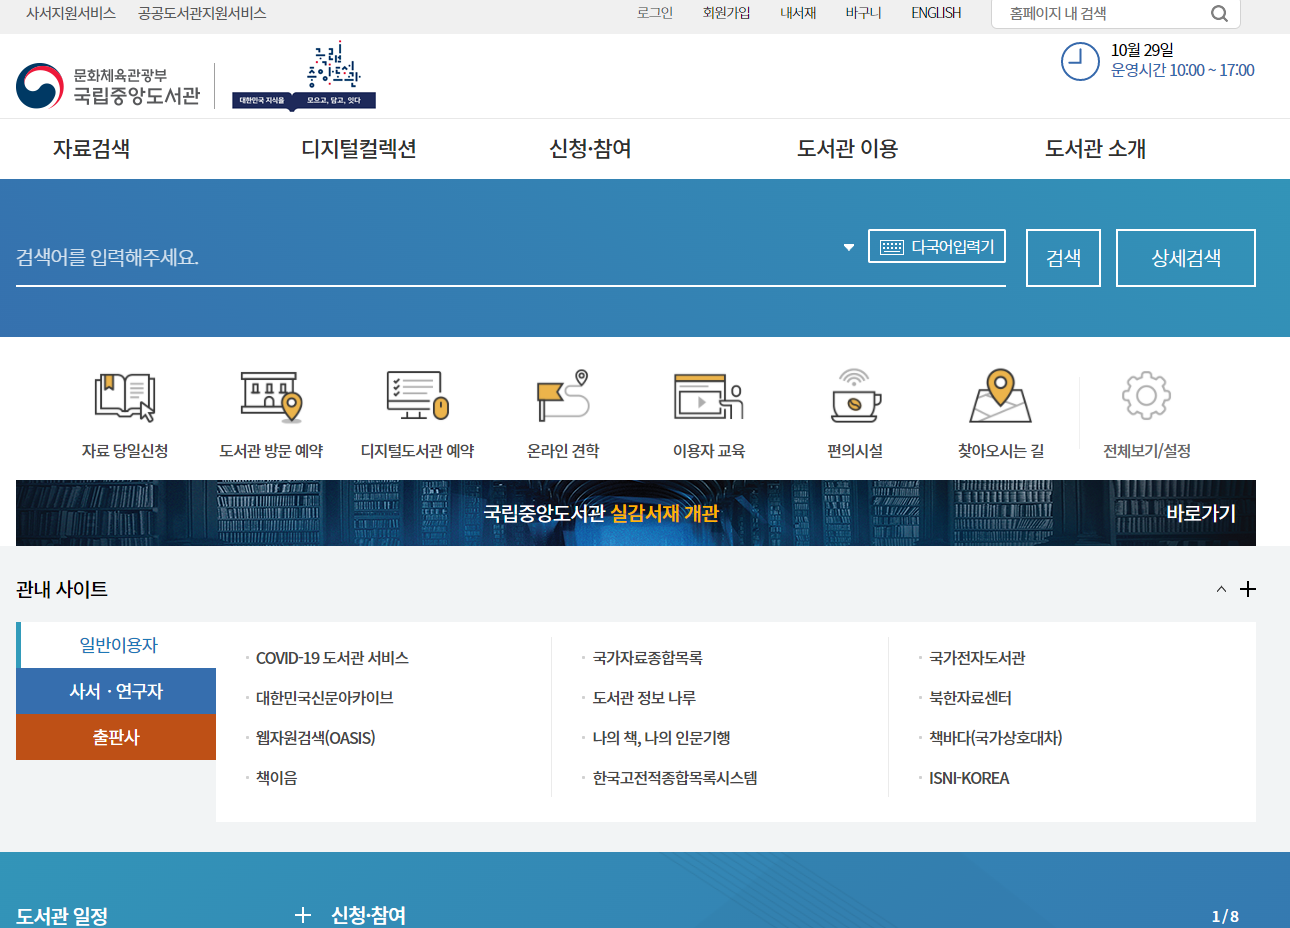 사서지원서비스 공공도서관지원서비스 로그인 회원가입 내서재 바구니 ENGLISH 홈페이지 내 검색
문화체육관광부
국립중앙도서관
국립
중앙도서관
대한민국 지식을 모으고, 담고, 잇다
10월 29일
운영시간 10:00 ~ 17:00
자료검색 디지털컬렉션 신청·참여 도서관 이용 도서관 소개
검색어를 입력해주세요. 다국어입력기 검색 상세검색
자료 당일신청 도서관 방문 예약 디지털도서관 예약 온라인 견학 이용자 교육 편의시설 찾아오시는 길 전체보기/설정
국립중앙도서관 실감서재 개관 바로가기
관내 사이트
일반이용자
사서 · 연구자
출판사
COVID-19 도서관 서비스 국가자료종합목록 국가전자도서관
대한민국신문아카이브 도서관 정보 나루 북한자료센터
웹자원검색(OASIS) 나의 책, 나의 인문기행 책바다(국가상호대차)
책이음 한국고전적종합목록시스템 ISNI-KOREA
도서관 일정 신청·참여 1/8